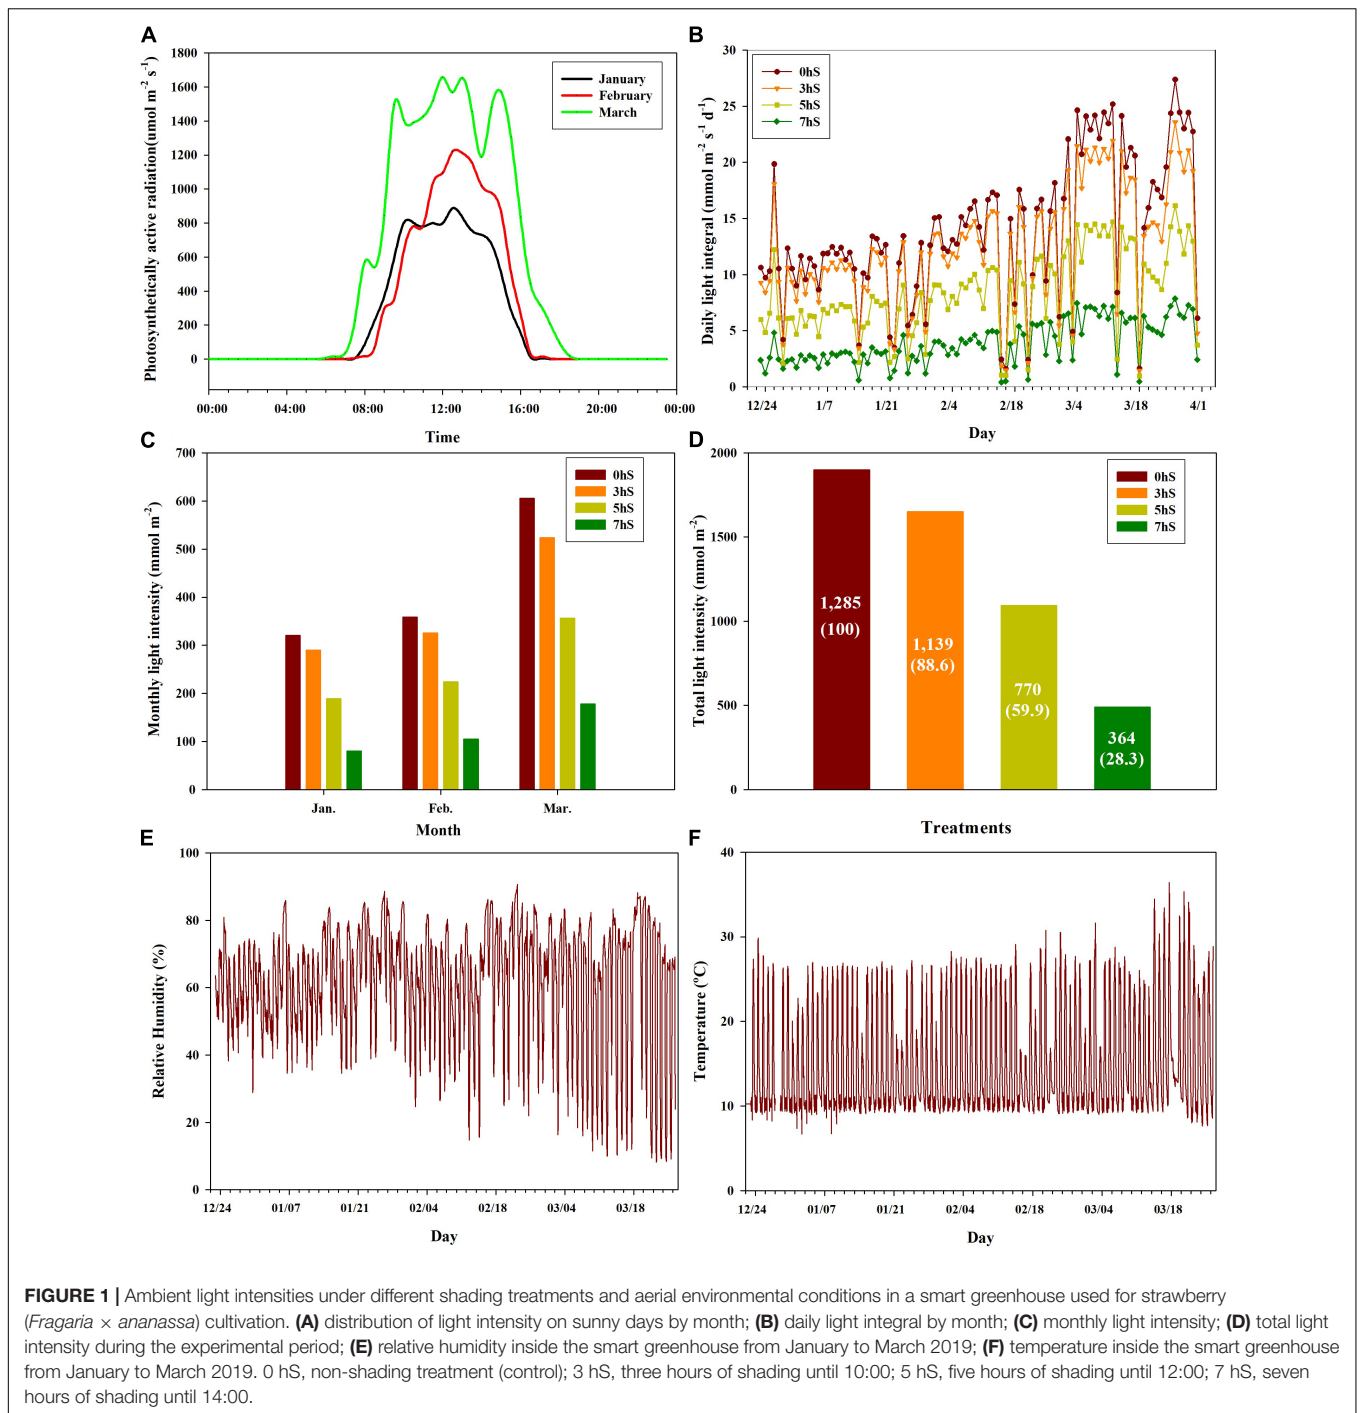 A
Photosynthetically active radiation(umol m⁻² s⁻¹)
1800
1600
1400
1200
1000
800
600
400
200
0
January
February
March
00:00 04:00 08:00 12:00 16:00 20:00 00:00
Time
B
Daily light integral (mmol m⁻² s⁻¹ d⁻¹)
30
25
20
15
10
5
0
0hS
3hS
5hS
7hS
12/24 1/7 1/21 2/4 2/18 3/4 3/18 4/1
Day
C
Monthly light intensity (mmol m⁻²)
700
600
500
400
300
200
100
0
0hS
3hS
5hS
7hS
Jan. Feb. Mar.
Month
D
Total light intensity (mmol m⁻²)
2000
1500
1000
500
0
0hS
3hS
5hS
7hS
1,285
(100)
1,139
(88.6)
770
(59.9)
364
(28.3)
Treatments
E
Relative Humidity (%)
100
80
60
40
20
0
12/24 01/07 01/21 02/04 02/18 03/04 03/18
Day
F
Temperature (°C)
40
30
20
10
0
12/24 01/07 01/21 02/04 02/18 03/04 03/18
Day
FIGURE 1 | Ambient light intensities under different shading treatments and aerial environmental conditions in a smart greenhouse used for strawberry
(Fragaria × ananassa) cultivation. (A) distribution of light intensity on sunny days by month; (B) daily light integral by month; (C) monthly light intensity; (D) total light
intensity during the experimental period; (E) relative humidity inside the smart greenhouse from January to March 2019; (F) temperature inside the smart greenhouse
from January to March 2019. 0 hS, non-shading treatment (control); 3 hS, three hours of shading until 10:00; 5 hS, five hours of shading until 12:00; 7 hS, seven
hours of shading until 14:00.